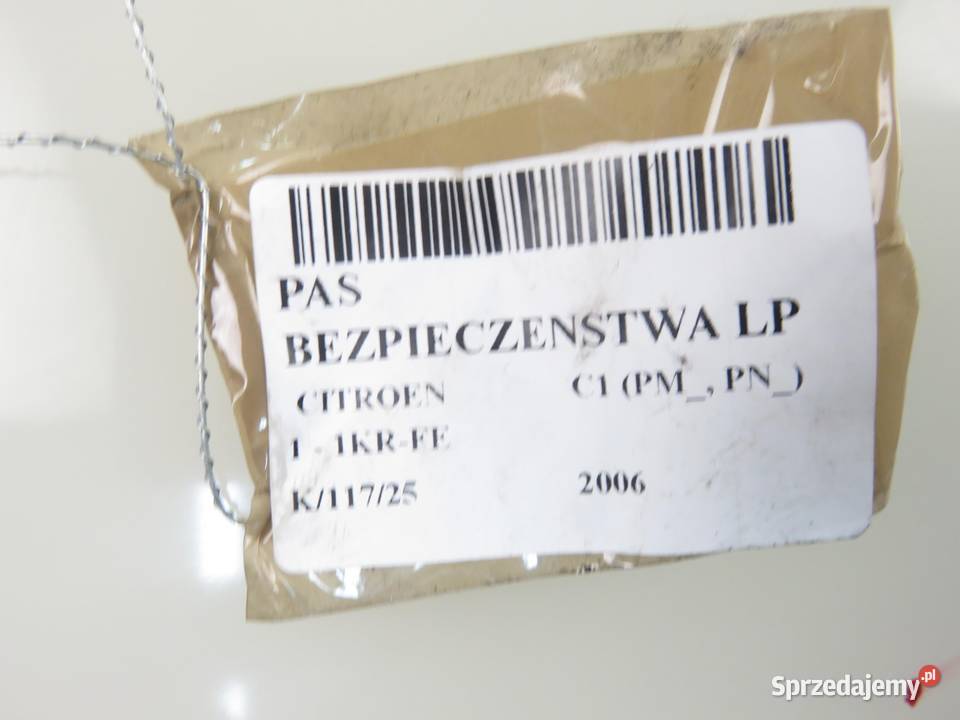 PAS
BEZPIECZENSTWA LP
CITROEN C1 (PM_, PN_)
1 - 1KR-FE
K/117/25 2006
Sprzedajemy.pl